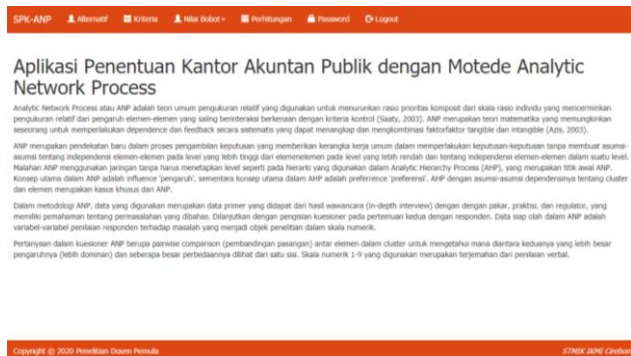 SPK-ANP Alternatif Kriteria Nilai Bobot Perhitungan Password Logout
Aplikasi Penentuan Kantor Akuntan Publik dengan Motede Analytic
Network Process
Analytic Network Process atau ANP adalah teori umum pengukuran relatif yang digunakan untuk menurunkan rasio prioritas komposit dari skala rasio individu yang mencerminkan
pengukuran relatif dari pengaruh elemen-elemen yang saling berinteraksi berkenaan dengan kriteria kontrol (Saaty, 2003). ANP merupakan teori matematika yang memungkinkan
seseorang untuk memperlakukan dependence dan feedback secara sistematis yang dapat menangkap dan mengkombinasi faktorfaktor tangible dan intangible (Azis, 2003).
ANP merupakan pendekatan baru dalam proses pengambilan keputusan yang memberikan kerangka kerja umum dalam memperlakukan keputusan-keputusan tanpa membuat asumsi-
asumsi tentang independensi elemen-elemen pada level yang lebih tinggi dari elemenelemen pada level yang lebih rendah dan tentang independensi elemen-elemen dalam suatu level.
Malahan ANP menggunakan jaringan tanpa harus menetapkan level seperti pada hierarki yang digunakan dalam Analytic Hierarchy Process (AHP), yang merupakan titik awal ANP.
Konsep utama dalam ANP adalah influence 'pengaruh', sementara konsep utama dalam AHP adalah preferrence 'preferensi'. AHP dengan asumsi-asumsi dependensinya tentang cluster
dan elemen merupakan kasus khusus dari ANP.
Dalam metodologi ANP, data yang digunakan merupakan data primer yang didapat dari hasil wawancara (in-depth interview) dengan dengan pakar, praktisi, dan regulator, yang
memiliki pemahaman tentang permasalahan yang dibahas. Dilanjutkan dengan pengisian kuesioner pada pertemuan kedua dengan responden. Data siap olah dalam ANP adalah
variabel-variabel penilaian responden terhadap masalah yang menjadi objek penelitian dalam skala numerik.
Pertanyaan dalam kuesioner ANP berupa pairwise comparison (pembandingan pasangan) antar elemen dalam cluster untuk mengetahui mana diantara keduanya yang lebih besar
pengaruhnya (lebih dominan) dan seberapa besar perbedaannya dilihat dari satu sisi. Skala numerik 1-9 yang digunakan merupakan terjemahan dari penilaian verbal.
Copyright © 2020 Penelitian Dosen Pemula STMIK IKMI Cirebon